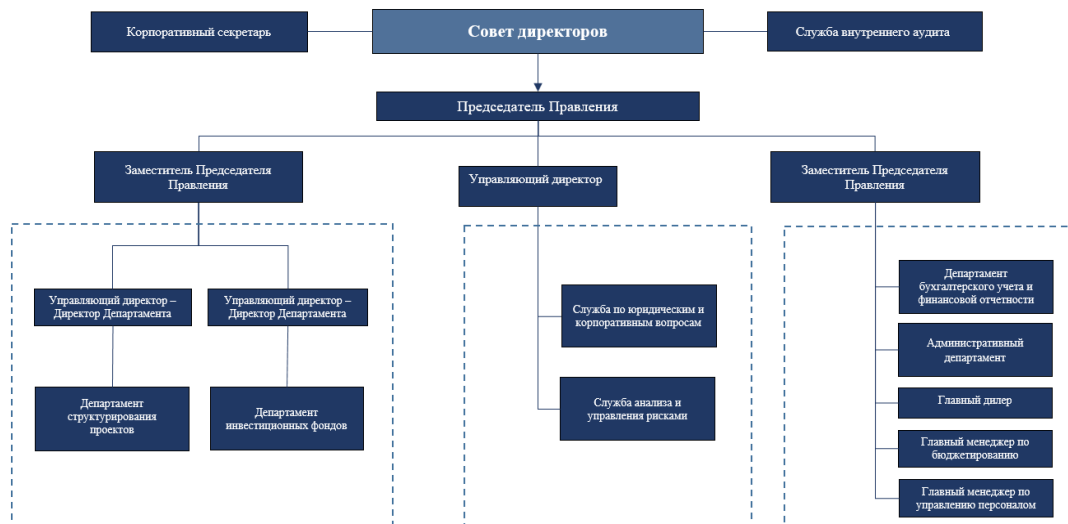 Корпоративный секретарь
Совет директоров
Служба внутреннего аудита
Председатель Правления
Заместитель Председателя
Правления
Управляющий директор
Заместитель Председателя
Правления
Управляющий директор –
Директор Департамента
Управляющий директор –
Директор Департамента
Департамент
структурирования
проектов
Департамент
инвестиционных фондов
Служба по юридическим и
корпоративным вопросам
Служба анализа и
управления рисками
Департамент
бухгалтерского учета и
финансовой отчетности
Административный
департамент
Главный дилер
Главный менеджер по
бюджетированию
Главный менеджер по
управлению персоналом